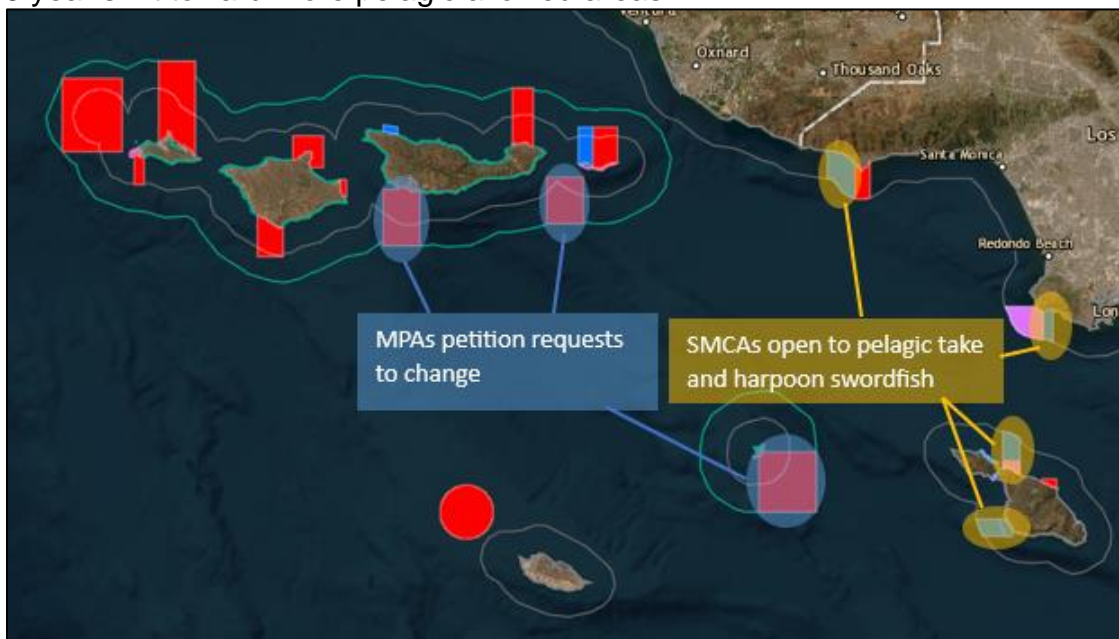 Oxnard
Thousand Oaks
Los
Santa Monica
Redondo Beach
Lon
MPAs petition requests
to change
SMCAs open to pelagic take
and harpoon swordfish